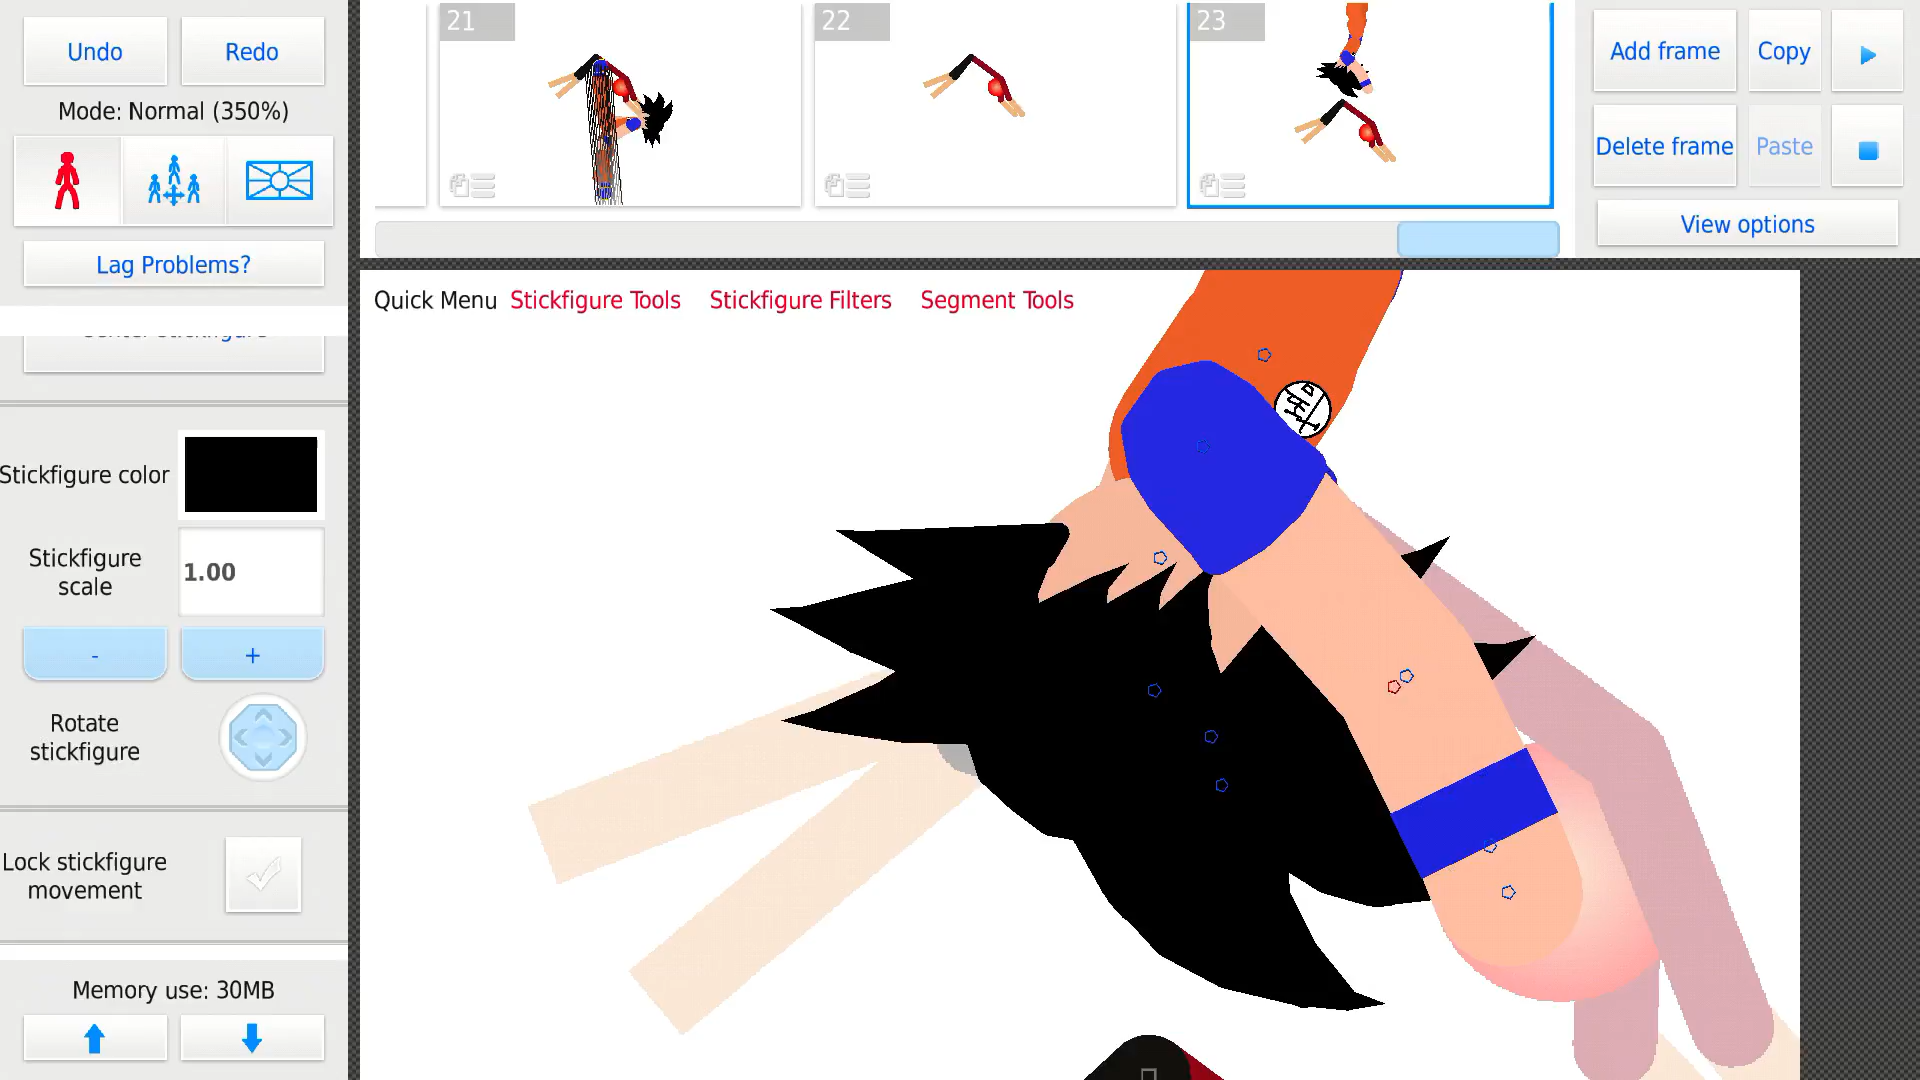 Undo
Redo
Mode: Normal (350%)
Lag Problems?
21
22
23
Add frame
Copy
Delete frame
Paste
View options
Quick Menu
Stickfigure Tools
Stickfigure Filters
Segment Tools
Stickfigure color
Stickfigure
scale
1.00
-
+
Rotate
stickfigure
Lock stickfigure
movement
Memory use: 30MB